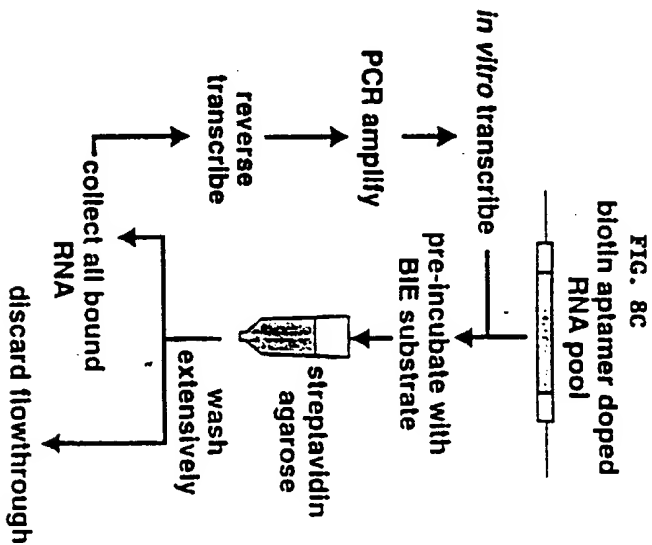 FIG. 8C
biotin aptamer doped
RNA pool
in vitro transcribe
pre-incubate with
BIE substrate
PCR amplify
streptavidin
agarose
reverse
transcribe
wash
extensively
collect all bound
RNA
discard flowthrough